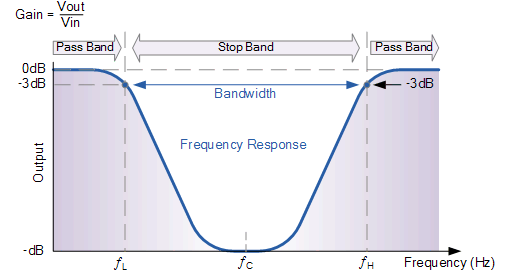 Gain = Vout
Vin
Pass Band
Stop Band
Pass Band
0dB
-3dB
-3dB
Bandwidth
Frequency Response
Output
-dB
fL
fC
fH
Frequency (Hz)